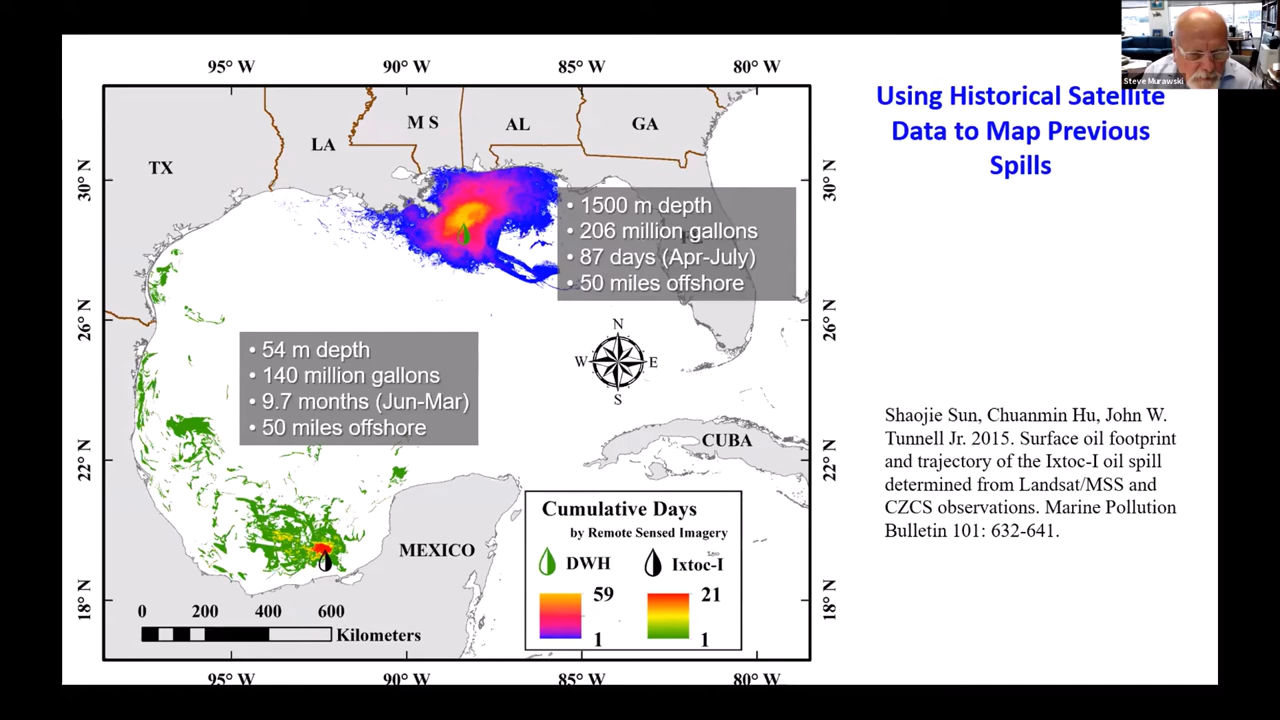 Steve Murawski
Using Historical Satellite
Data to Map Previous
Spills
95° W
90° W
85° W
80° W
30° N
26° N
22° N
18° N
30° N
26° N
22° N
18° N
TX
LA
M S
AL
GA
• 1500 m depth
• 206 million gallons
• 87 days (Apr-July)
• 50 miles offshore
N
W
E
S
• 54 m depth
• 140 million gallons
• 9.7 months (Jun-Mar)
• 50 miles offshore
CUBA
MEXICO
Shaojie Sun, Chuanmin Hu, John W.
Tunnell Jr. 2015. Surface oil footprint
and trajectory of the Ixtoc-I oil spill
determined from Landsat/MSS and
CZCS observations. Marine Pollution
Bulletin 101: 632-641.
Cumulative Days
by Remote Sensed Imagery
DWH
Ixtoc-I
59
1
21
1
0
200
400
600
Kilometers
95° W
90° W
85° W
80° W